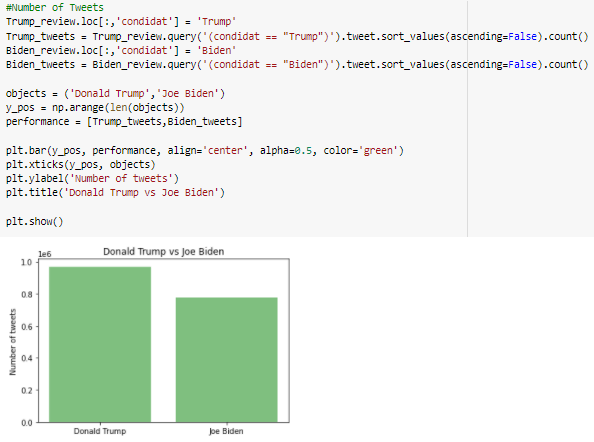 #Number of Tweets
Trump_review.loc[:,'condidat'] = 'Trump'
Trump_tweets = Trump_review.query('(condidat == "Trump")').tweet.sort_values(ascending=False).count()
Biden_review.loc[:,'condidat'] = 'Biden'
Biden_tweets = Biden_review.query('(condidat == "Biden")').tweet.sort_values(ascending=False).count()
objects = ('Donald Trump','Joe Biden')
y_pos = np.arange(len(objects))
performance = [Trump_tweets,Biden_tweets]
plt.bar(y_pos, performance, align='center', alpha=0.5, color='green')
plt.xticks(y_pos, objects)
plt.ylabel('Number of tweets')
plt.title('Donald Trump vs Joe Biden')
plt.show()
1e6
Donald Trump vs Joe Biden
1.0
0.8
0.6
0.4
0.2
0.0
Number of tweets
Donald Trump
Joe Biden